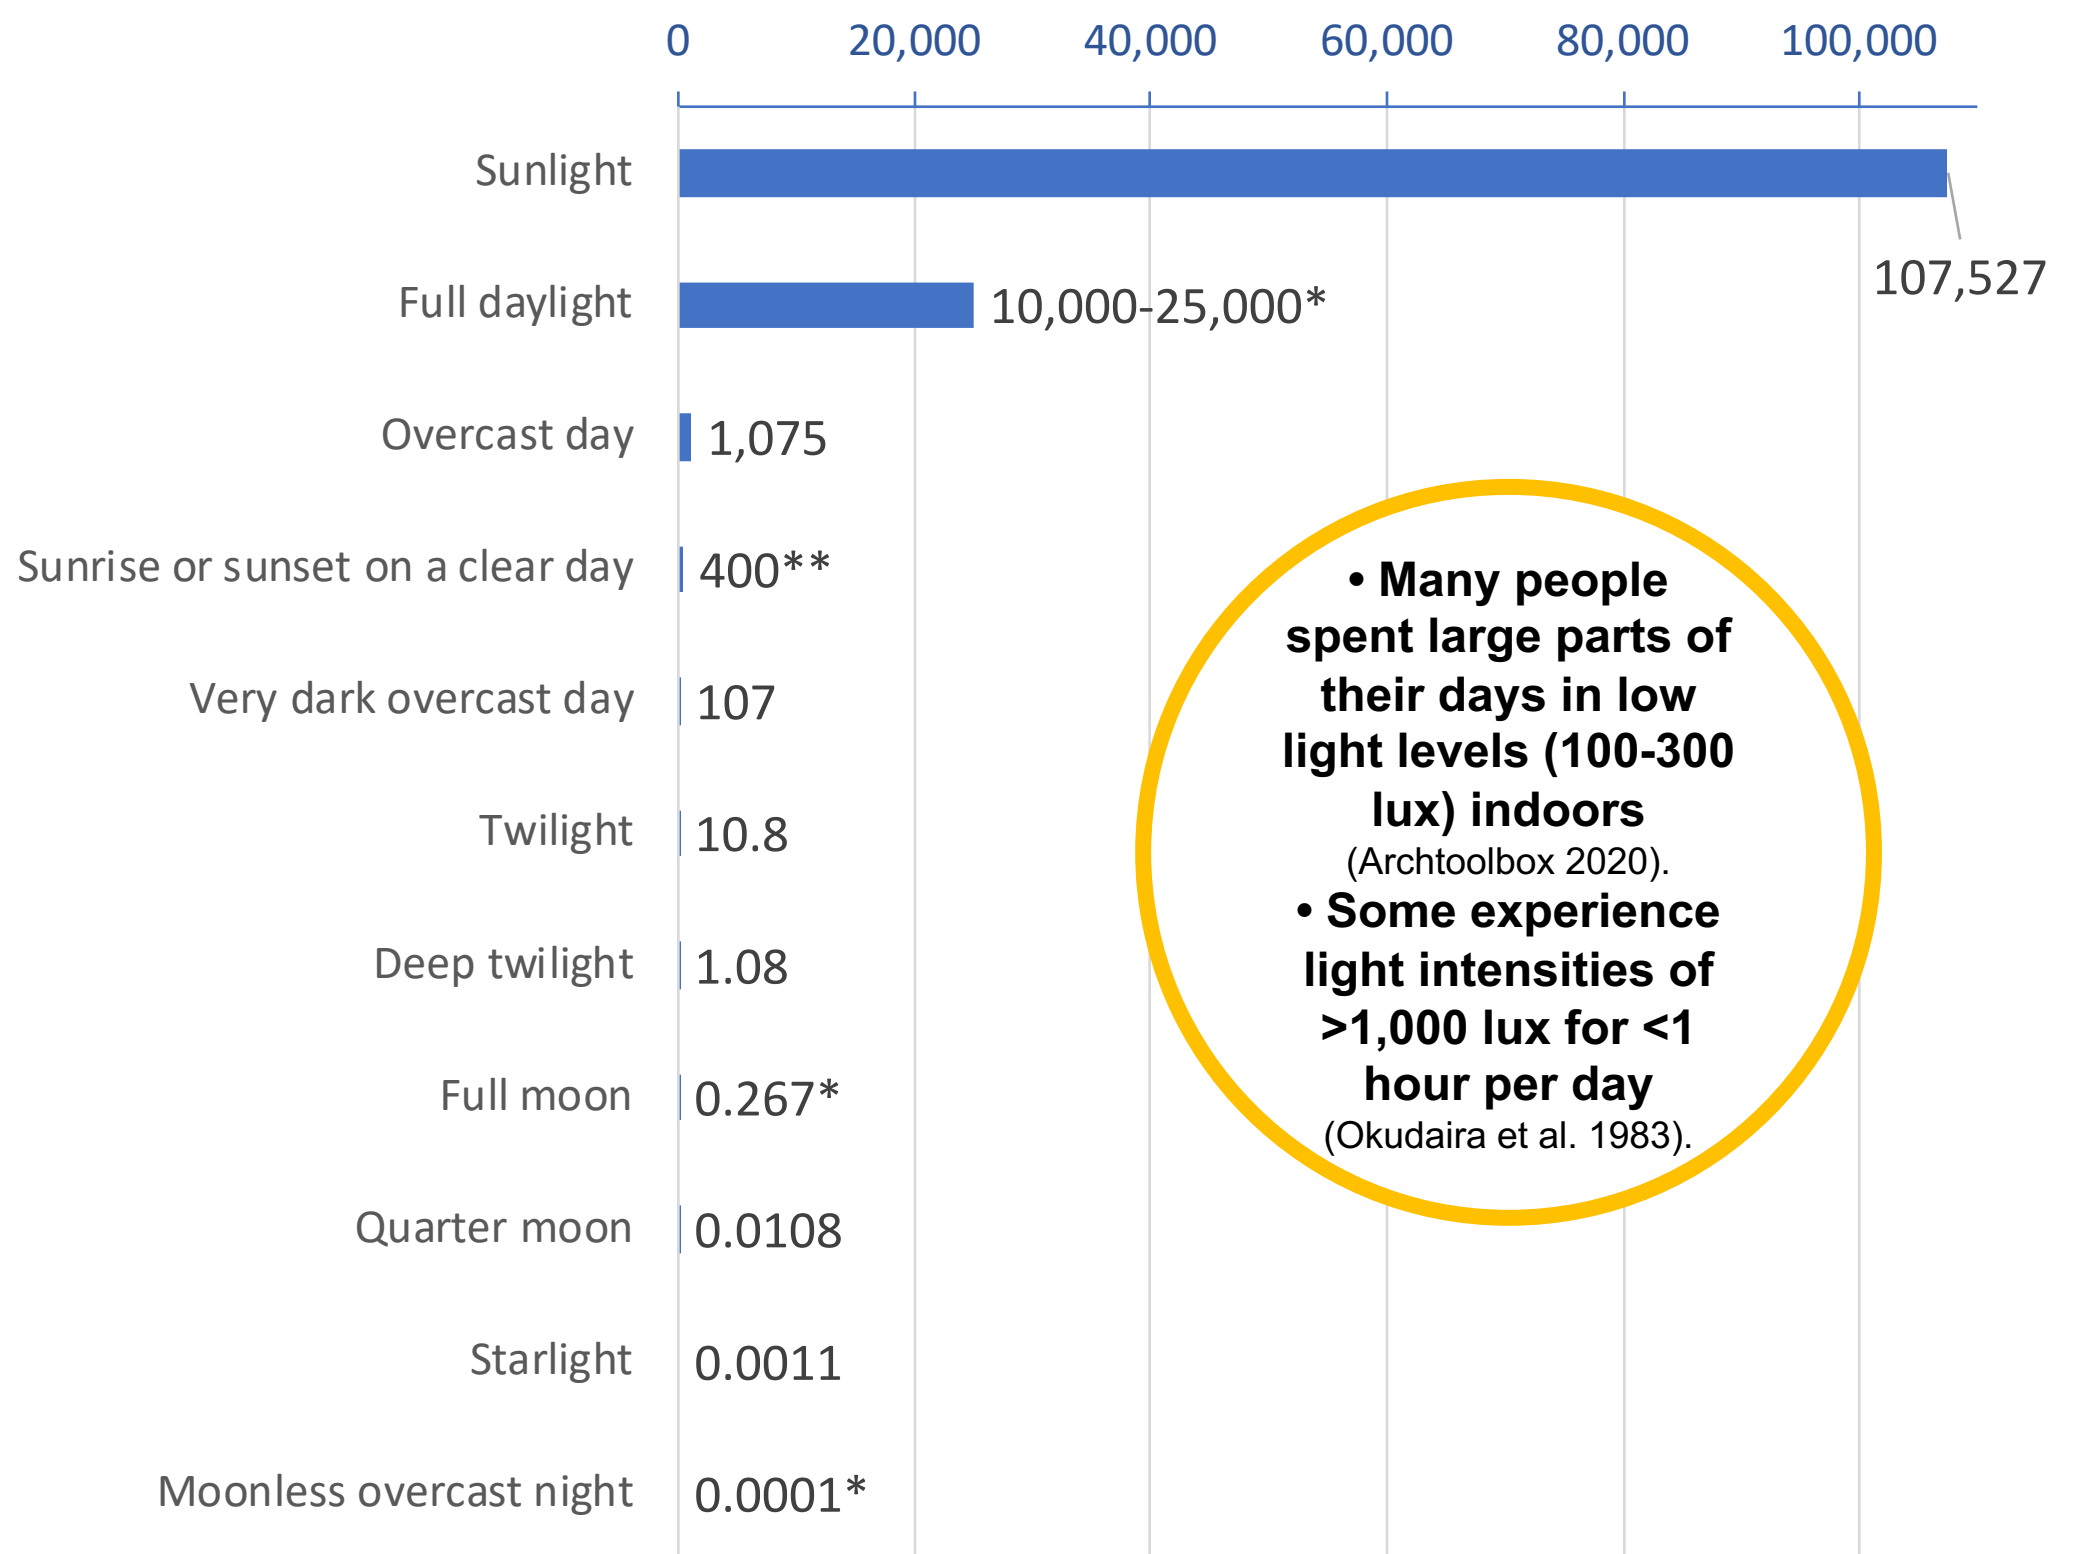 0 20,000 40,000 60,000 80,000 100,000
Sunlight
107,527
Full daylight 10,000-25,000*
Overcast day 1,075
Sunrise or sunset on a clear day 400**
Very dark overcast day 107
Twilight 10.8
Deep twilight 1.08
Full moon 0.267*
Quarter moon 0.0108
Starlight 0.0011
Moonless overcast night 0.0001*
• Many people
spent large parts of
their days in low
light levels (100-300
lux) indoors
(Archtoolbox 2020).
• Some experience
light intensities of
>1,000 lux for <1
hour per day
(Okudaira et al. 1983).